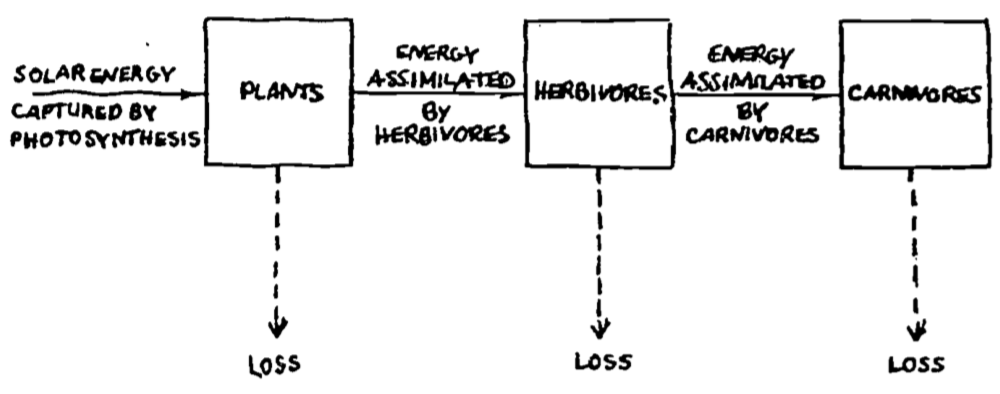 SOLAR ENERGY
CAPTURED BY
PHOTOSYNTHESIS
PLANTS
ENERGY
ASSIMILATED
BY
HERBIVORES
HERBIVORES
ENERGY
ASSIMILATED
BY
CARNIVORES
CARNIVORES
LOSS
LOSS
LOSS